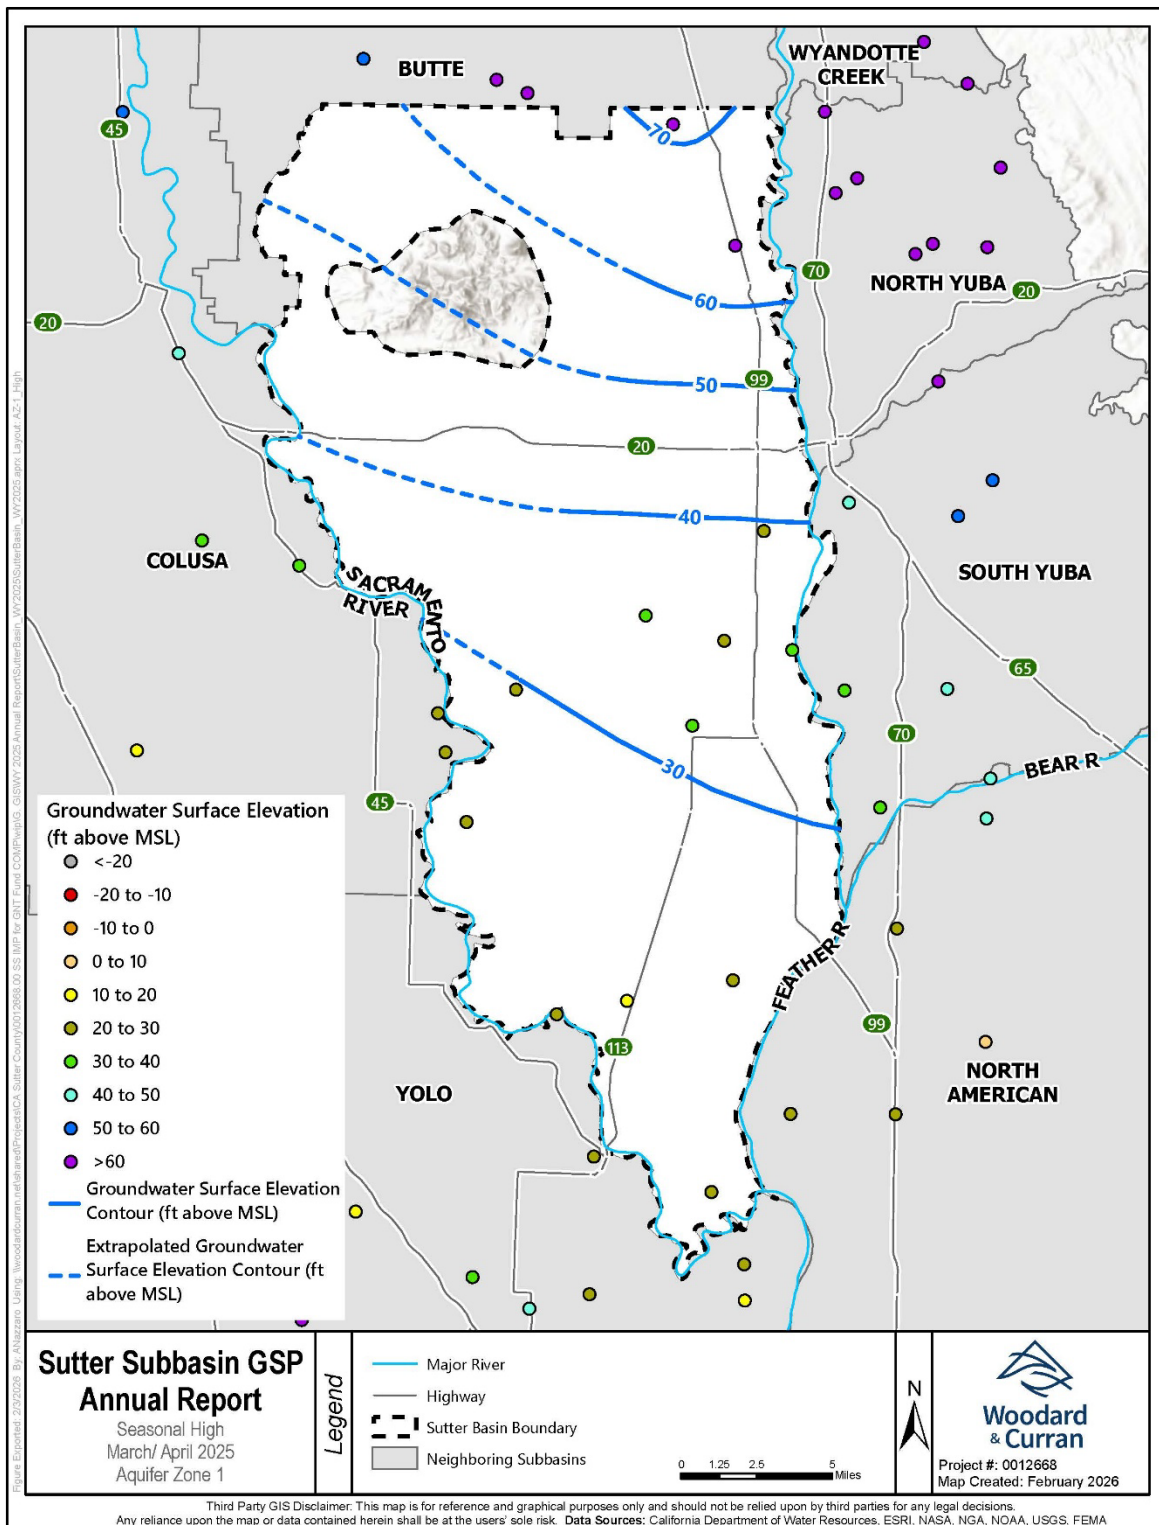 BUTTE
WYANDOTTE
CREEK
45
70
70
NORTH YUBA
20
60
20
50
99
20
40
COLUSA
SACRAMENTO
RIVER
SOUTH YUBA
65
70
30
BEAR R
45
FEATHER R
99
113
NORTH
AMERICAN
YOLO
Groundwater Surface Elevation
(ft above MSL)
<-20
-20 to -10
-10 to 0
0 to 10
10 to 20
20 to 30
30 to 40
40 to 50
50 to 60
>60
Groundwater Surface Elevation
Contour (ft above MSL)
Extrapolated Groundwater
Surface Elevation Contour (ft
above MSL)
Sutter Subbasin GSP
Annual Report
Seasonal High
March/ April 2025
Aquifer Zone 1
Legend
Major River
Highway
Sutter Basin Boundary
Neighboring Subbasins
0 1.25 2.5 5
Miles
N
Woodard
& Curran
Project #: 0012668
Map Created: February 2026
Third Party GIS Disclaimer: This map is for reference and graphical purposes only and should not be relied upon by third parties for any legal decisions.
Any reliance upon the map or data contained herein shall be at the users' sole risk. Data Sources: California Department of Water Resources, ESRI, NASA, NGA, NOAA, USGS, FEMA